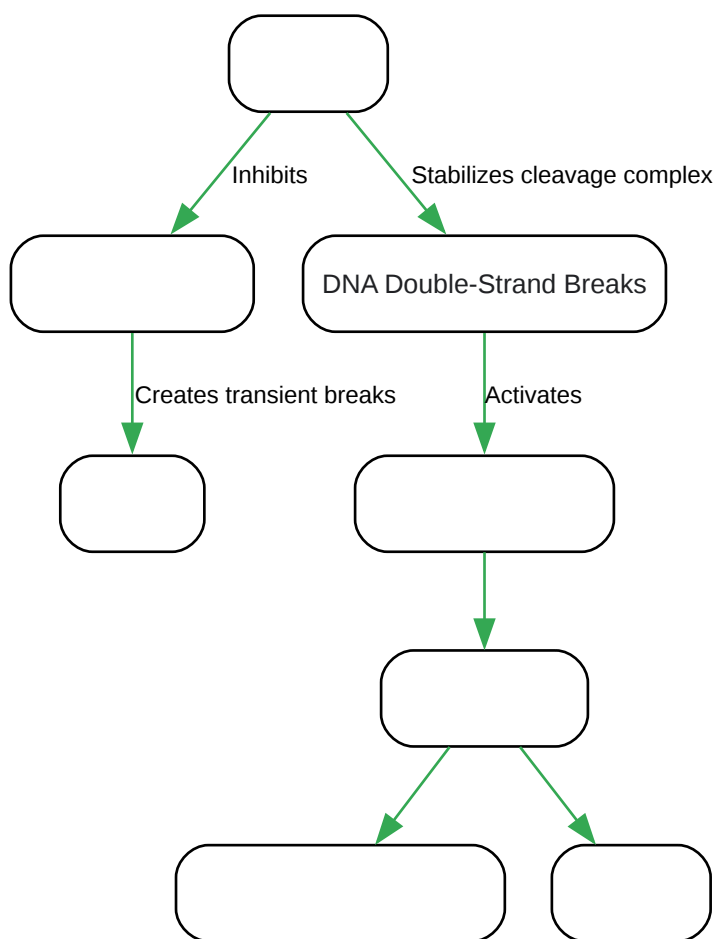 Inhibits
Stabilizes cleavage complex
DNA Double-Strand Breaks
Creates transient breaks
Activates